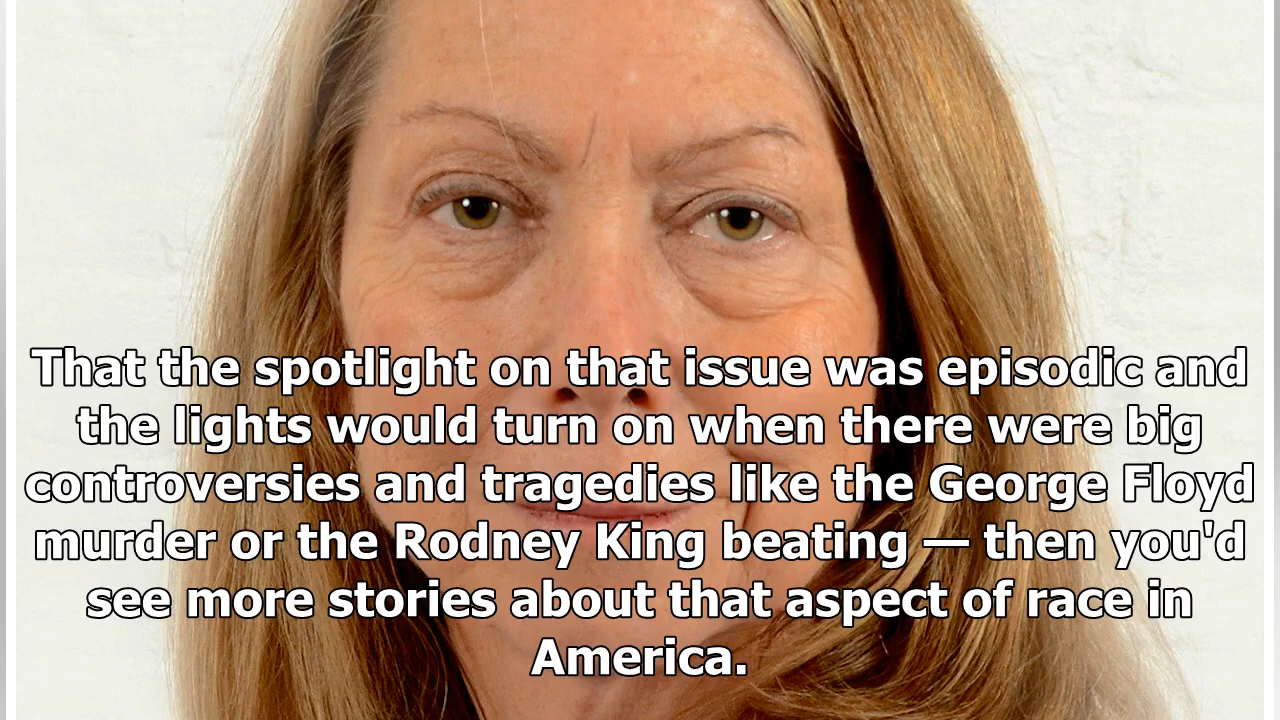 That the spotlight on that issue was episodic and
the lights would turn on when there were big
controversies and tragedies like the George Floyd
murder or the Rodney King beating — then you'd
see more stories about that aspect of race in
America.